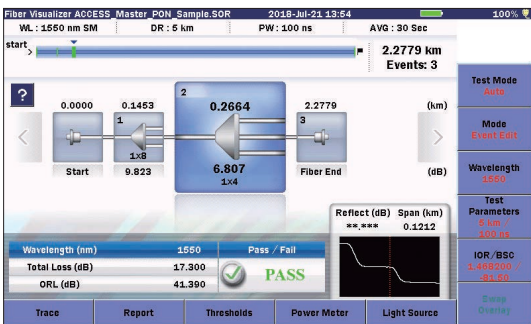 Fiber Visualizer ACCESS_Master_PON_Sample.SOR 2018-Jul-21 13:54 100%
WL : 1550 nm SM DR : 5 km PW : 100 ns AVG : 30 Sec
start
2.2779 km
Events: 3
?
0.0000 0.1453 0.2664 2.2779 (km)
1 2 3
1x8
Start 9.823 6.807 Fiber End (dB)
1x4
Reflect (dB) Span (km)
**.*** 0.1212
Wavelength (nm) 1550 Pass / Fail
Total Loss (dB) 17.300 PASS
ORL (dB) 41.390
Trace Report Thresholds Power Meter Light Source
Test Mode
Auto
Mode
Event Edit
Wavelength
1550
Test
Parameters
5 km /
100 ns
IOR/BSC
1.468200 /
-81.50
Swap
Overlay